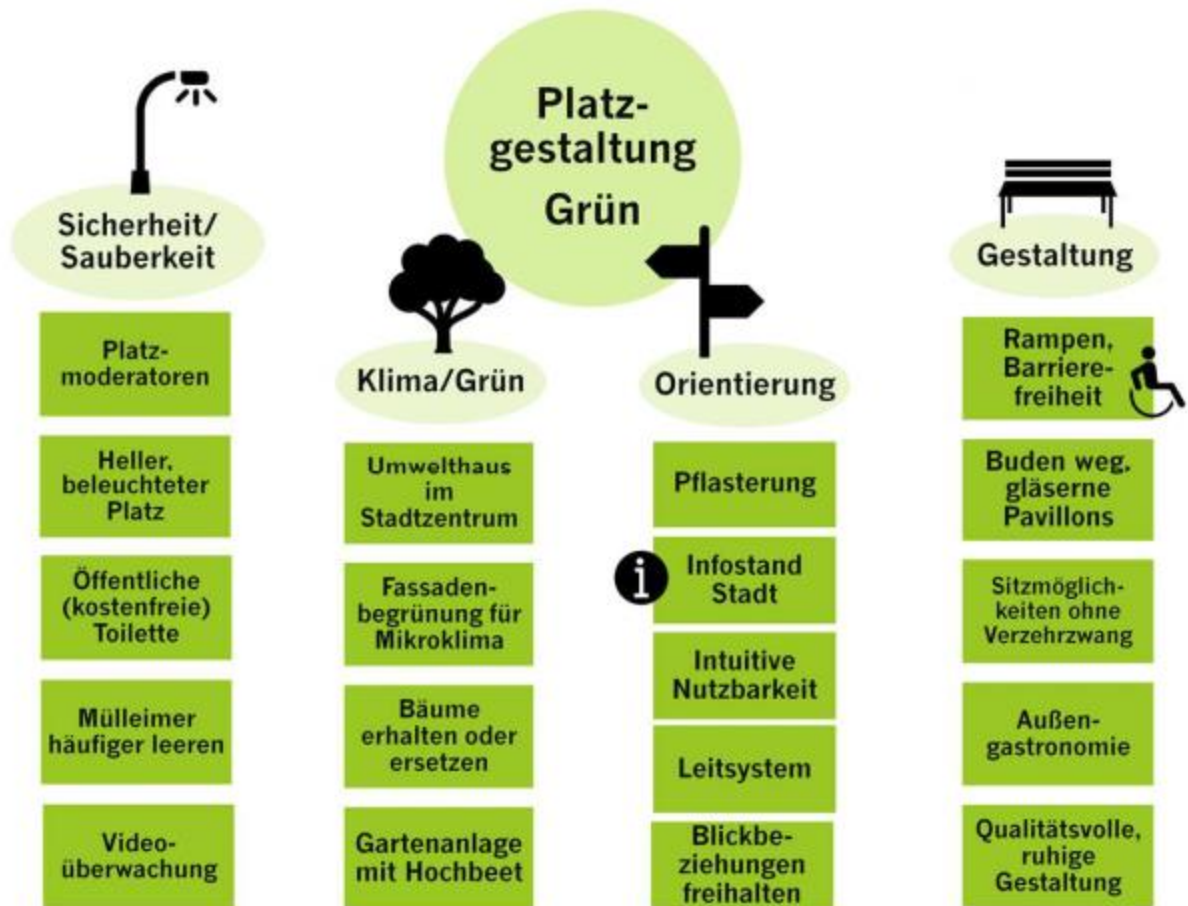 Platz-
gestaltung
Grün
Sicherheit/
Sauberkeit
Platz-
moderatoren
Heller,
beleuchteter
Platz
Öffentliche
(kostenfreie)
Toilette
Mülleimer
häufiger leeren
Video-
überwachung
Klima/Grün
Umwelthaus
im
Stadtzentrum
Fassaden-
begrünung für
Mikroklima
Bäume
erhalten oder
ersetzen
Gartenanlage
mit Hochbeet
Orientierung
Pflasterung
i
Infostand
Stadt
Intuitive
Nutzbarkeit
Leitsystem
Blickbe-
ziehungen
freihalten
Gestaltung
Rampen,
Barriere-
freiheit
Buden weg,
gläserne
Pavillons
Sitzmöglich-
keiten ohne
Verzehrzwang
Außen-
gastronomie
Qualitätsvolle,
ruhige
Gestaltung